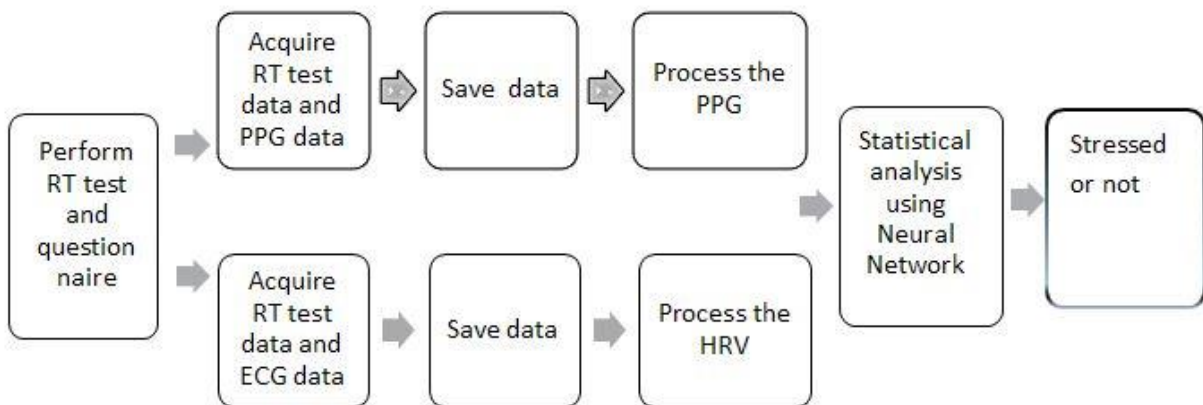 Perform
RT test
and
question
naire
Acquire
RT test
data and
PPG data
Save data
Process the
PPG
Acquire
RT test
data and
ECG data
Save data
Process the
HRV
Statistical
analysis
using
Neural
Network
Stressed
or not